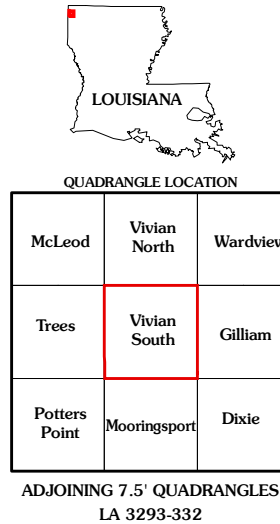 LOUISIANA
QUADRANGLE LOCATION
McLeod
Vivian
North
Wardview
Trees
Vivian
South
Gilliam
Potters
Point
Mooringsport
Dixie
ADJOINING 7.5' QUADRANGLES
LA 3293-332